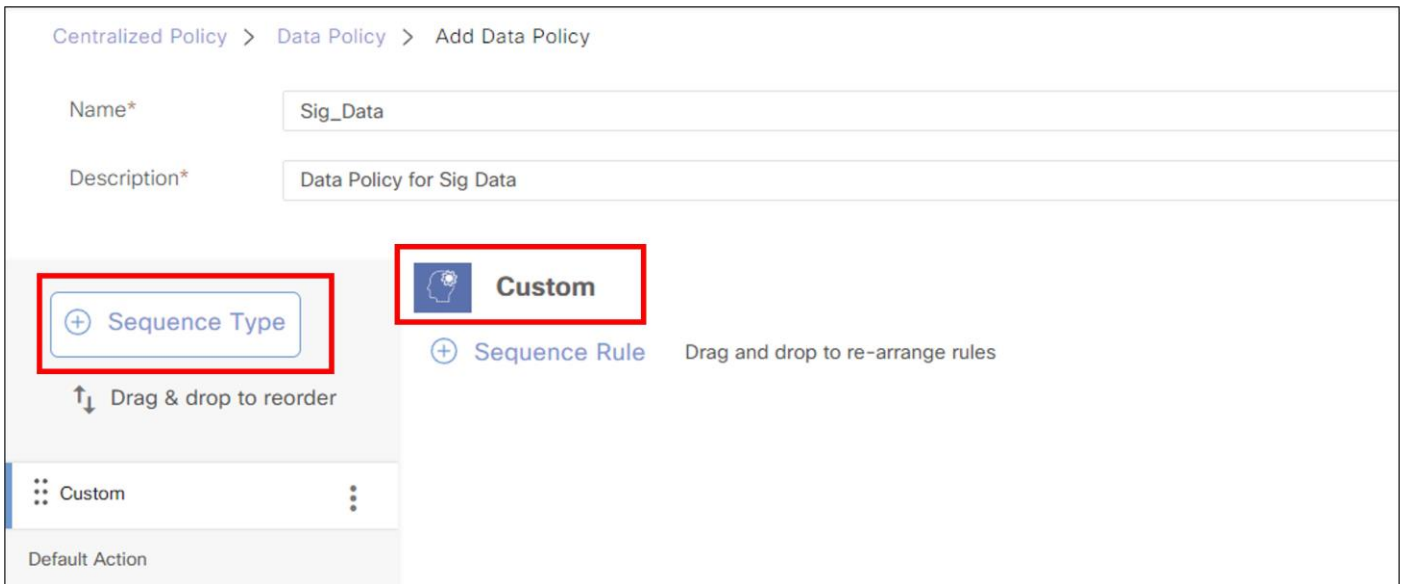 Centralized Policy > Data Policy > Add Data Policy
Name* Sig_Data
Description* Data Policy for Sig Data
Sequence Type
Drag & drop to reorder
Custom
Default Action
Custom
Sequence Rule Drag and drop to re-arrange rules